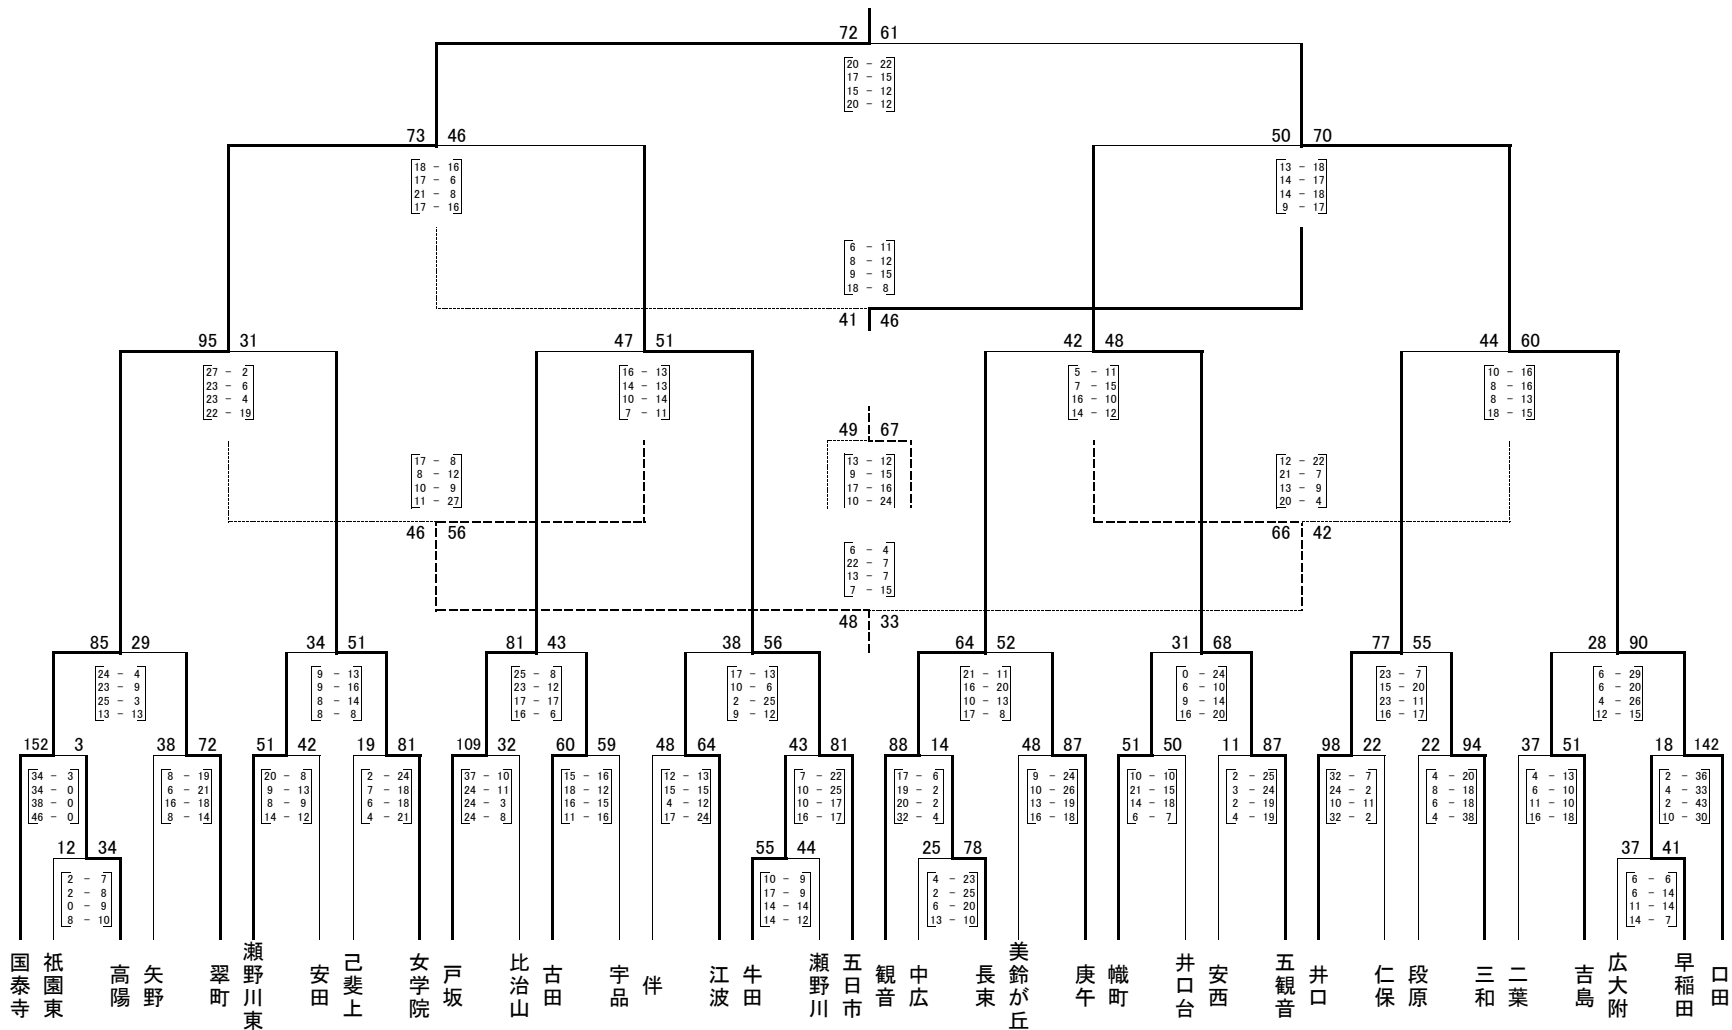 72 61
20 - 22
17 - 15
15 - 12
20 - 12
73 46
50 70
18 - 16
17 - 6
21 - 8
17 - 16
13 - 18
14 - 17
14 - 18
9 - 17
6 - 11
8 - 12
9 - 15
18 - 8
41 46
95 31
47 51
42 48
44 60
27 - 2
23 - 6
23 - 4
22 - 19
16 - 13
14 - 13
10 - 14
7 - 11
5 - 11
7 - 15
16 - 10
14 - 12
10 - 16
8 - 16
8 - 13
18 - 15
49 67
13 - 12
9 - 15
17 - 16
10 - 24
17 - 8
8 - 12
10 - 9
11 - 27
46 56
12 - 22
21 - 7
13 - 9
20 - 4
66 42
6 - 4
22 - 7
13 - 7
7 - 15
48 33
85 29
34 51
81 43
38 56
64 52
31 68
77 55
28 90
24 - 4
23 - 9
25 - 3
13 - 13
9 - 13
9 - 16
8 - 14
8 - 8
25 - 8
23 - 12
17 - 17
16 - 6
17 - 13
10 - 6
2 - 25
9 - 12
21 - 11
16 - 20
10 - 13
17 - 8
0 - 24
6 - 10
9 - 14
16 - 20
23 - 7
15 - 20
23 - 11
16 - 17
6 - 29
6 - 20
4 - 26
12 - 15
152 3
38 72
51 42
19 81
109 32
60 59
48 64
43 81
88 14
48 87
51 50
11 87
98 22
22 94
37 51
18 142
34 - 3
34 - 0
38 - 0
46 - 0
8 - 19
6 - 21
16 - 18
8 - 14
20 - 8
9 - 13
8 - 9
14 - 12
2 - 24
7 - 18
6 - 18
4 - 21
37 - 10
24 - 11
24 - 3
24 - 8
15 - 16
18 - 12
16 - 15
11 - 16
12 - 13
15 - 15
4 - 12
17 - 24
7 - 22
10 - 25
10 - 17
16 - 17
17 - 6
19 - 2
20 - 2
32 - 4
9 - 24
10 - 26
13 - 19
16 - 18
10 - 10
21 - 15
14 - 18
6 - 7
2 - 25
3 - 24
2 - 19
4 - 19
32 - 7
24 - 2
10 - 11
32 - 2
4 - 20
8 - 18
6 - 18
4 - 38
4 - 13
6 - 10
11 - 10
16 - 18
2 - 36
4 - 33
2 - 43
10 - 30
12 34
55 44
25 78
37 41
2 - 7
2 - 8
0 - 9
8 - 10
10 - 9
17 - 9
14 - 14
14 - 12
4 - 23
2 - 25
6 - 20
13 - 10
6 - 6
6 - 14
11 - 14
14 - 7
国泰寺
祇園東
高陽
矢野
翠町
瀬野川東
安田
己斐上
女学院
戸坂
比治山
古田
宇品
伴
江波
牛田
瀬野川
五日市
観音
中広
長束
美鈴が丘
庚午
幟町
井口台
安西
五観音
井口
仁保
段原
三和
二葉
吉島
広大附
早稲田
口田